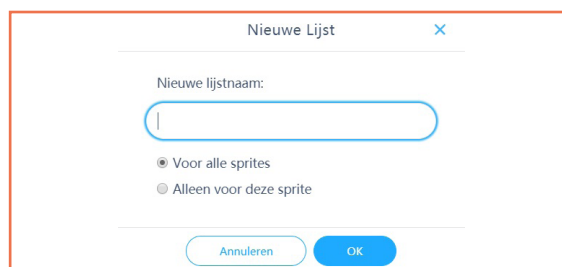 Nieuwe Lijst
Nieuwe lijstnaam:
Voor alle sprites
Alleen voor deze sprite
Annuleren OK